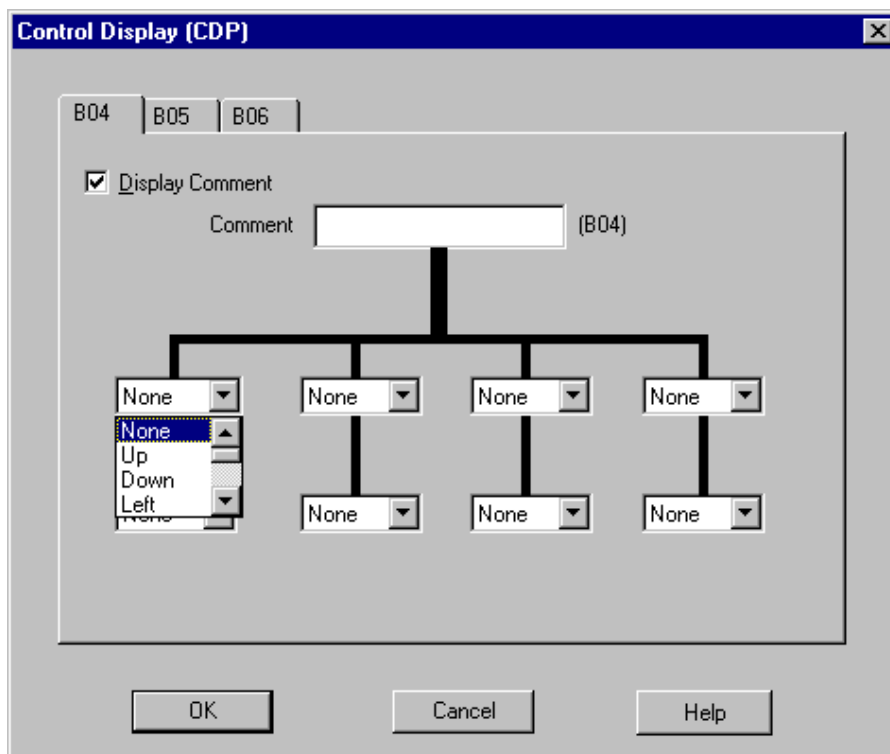 Control Display (CDP)
B04 B05 B06
Display Comment
Comment (B04)
None None None None
None
Up
Down
Left
None None None None
OK Cancel Help